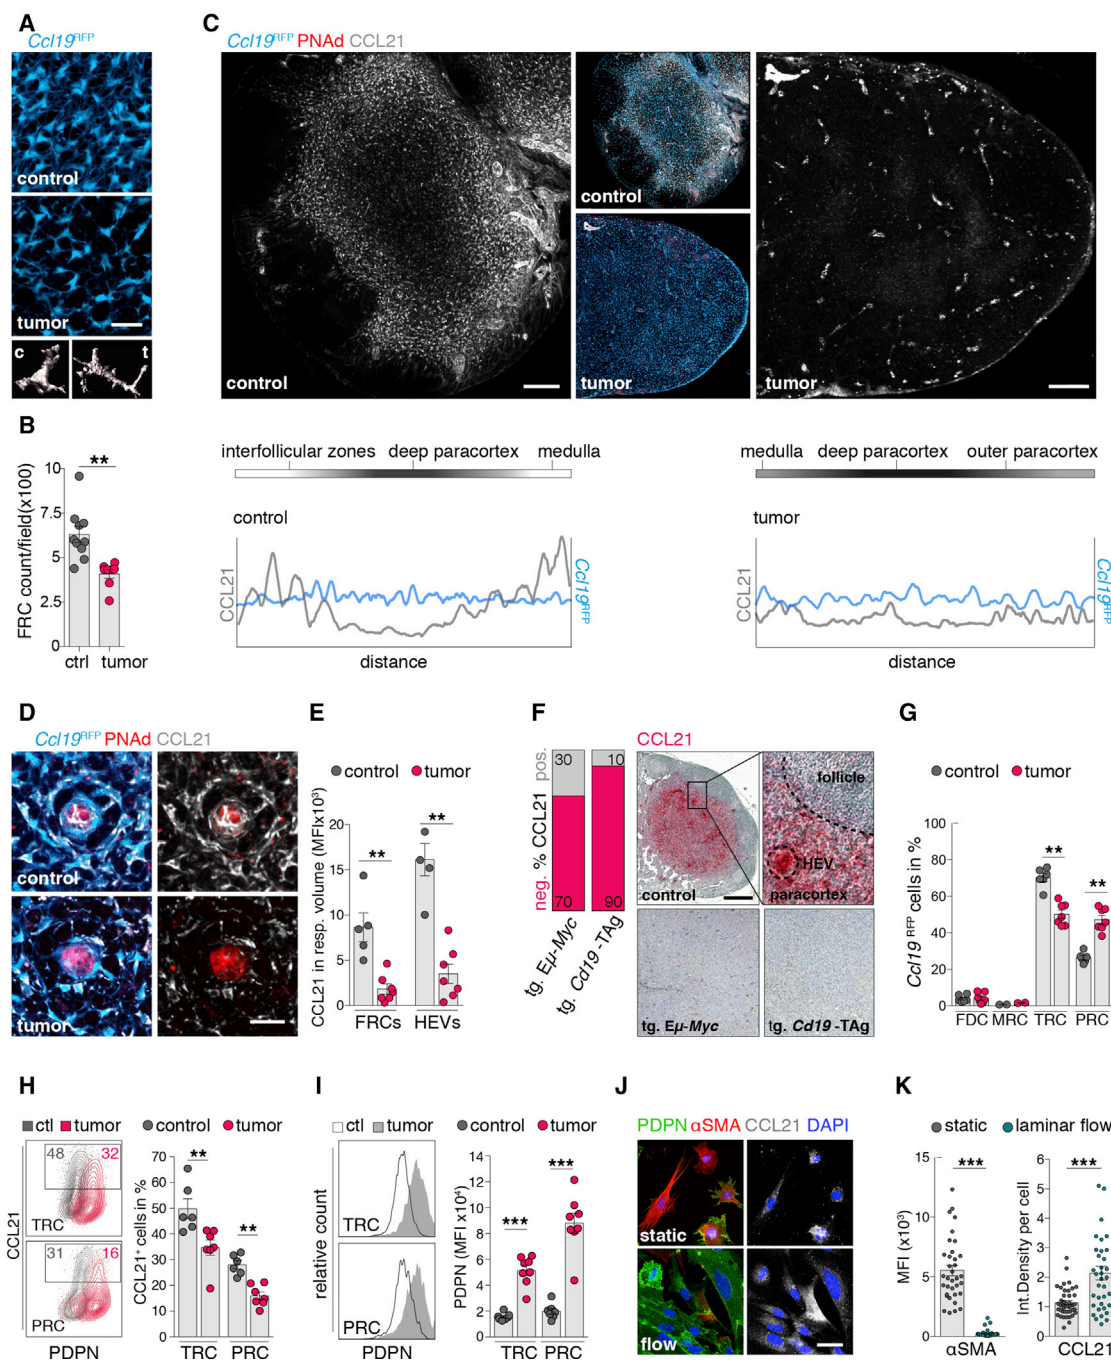 A
Ccl19RFP
control
tumor
c
t
B
**
FRC count/field(x100)
10
7.5
5
2.5
0
ctrl
tumor
C
Ccl19RFP PNAd CCL21
control
control
tumor
tumor
interfollicular zones
deep paracortex
medulla
control
CCL21
Ccl19RFP
distance
medulla
deep paracortex
outer paracortex
tumor
CCL21
Ccl19RFP
distance
D
Ccl19RFP PNAd CCL21
control
tumor
E
control
tumor
CCL21 in resp. volume (MFIx10³)
20
15
10
5
0
**
**
FRCs
HEVs
F
neg. % CCL21 pos.
30
10
70
90
tg. Eµ-Myc
tg. Cd19-TAg
CCL21
control
follicle
HEV
paracortex
tg. Eµ-Myc
tg. Cd19-TAg
G
control
tumor
Ccl19 RFP cells in %
100
80
60
40
20
0
**
**
FDC
MRC
TRC
PRC
H
ctl
tumor
control
tumor
CCL21
48
32
TRC
31
16
PRC
PDPN
CCL21+ cells in %
70
60
50
40
30
20
10
0
**
**
TRC
PRC
I
ctl
tumor
control
tumor
relative count
TRC
PRC
PDPN
PDPN (MFI x10⁴)
14
12
10
8
6
4
2
0
***
***
TRC
PRC
J
PDPN αSMA CCL21 DAPI
static
flow
K
static
laminar flow
MFI (x10³)
15
10
5
0
***
αSMA
Int.Density per cell
6
5
4
3
2
1
0
***
CCL21